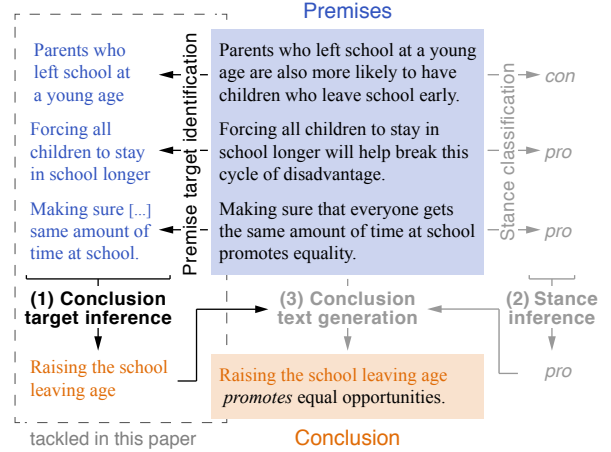 Premises
Parents who
left school at
a young age
Premise target identification
Parents who left school at a young
age are also more likely to have
children who leave school early.
Stance classification
con
Forcing all
children to stay
in school longer
Forcing all children to stay in
school longer will help break this
cycle of disadvantage.
pro
Making sure [...]
same amount of
time at school.
Making sure that everyone gets
the same amount of time at school
promotes equality.
pro
(1) Conclusion
target inference
(3) Conclusion
text generation
(2) Stance
inference
Raising the school
leaving age
Raising the school leaving age
promotes equal opportunities.
pro
tackled in this paper
Conclusion